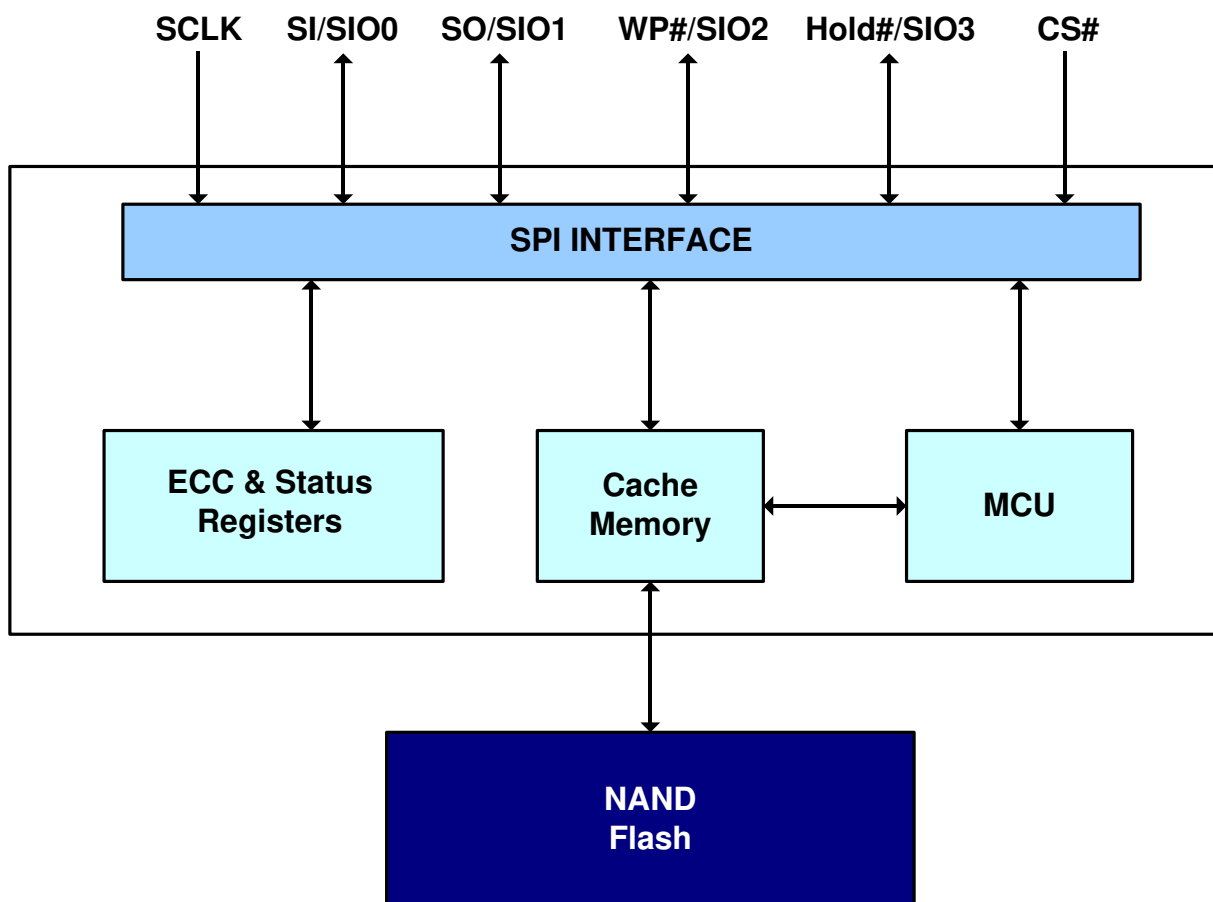 SCLK SI/SIO0 SO/SIO1 WP#/SIO2 Hold#/SIO3 CS#
SPI INTERFACE
ECC & Status
Registers
Cache
Memory
MCU
NAND
Flash